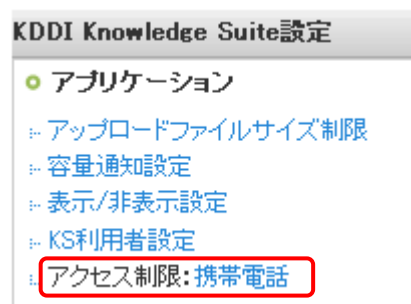 KDDI Knowledge Suite設定
アプリケーション
アップロードファイルサイズ制限
容量通知設定
表示/非表示設定
KS利用者設定
アクセス制限:携帯電話